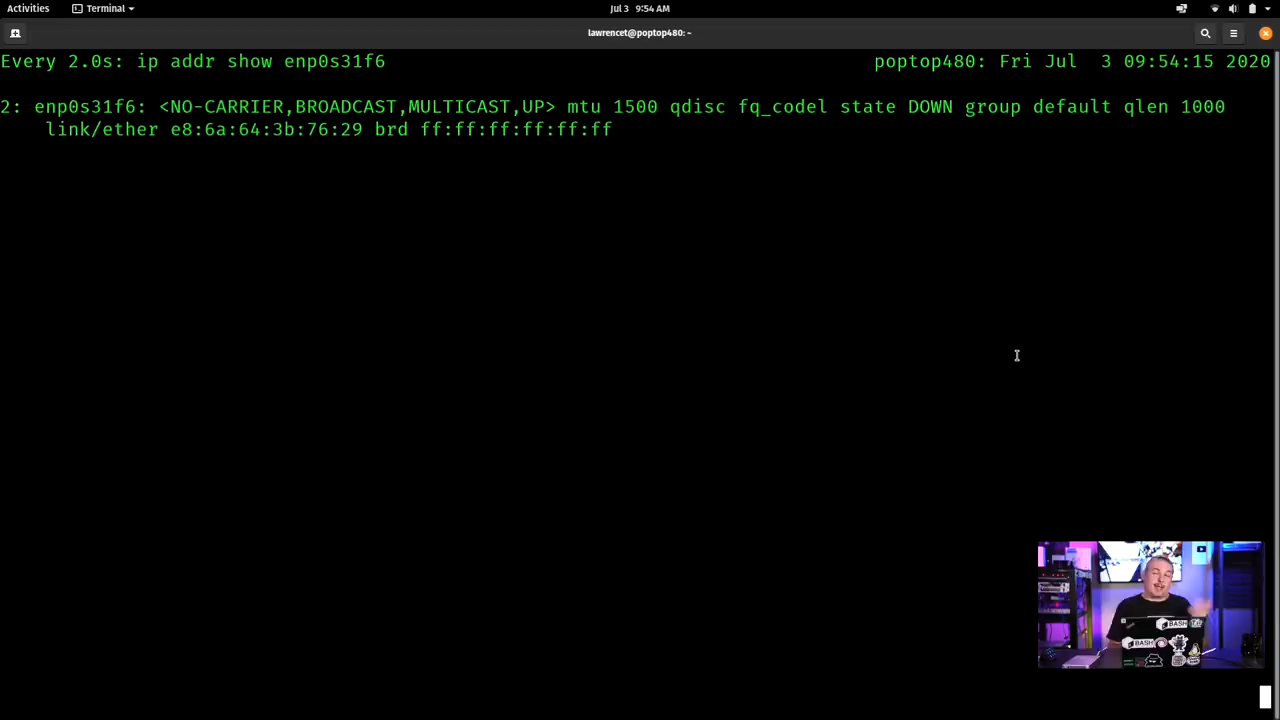 Activities
Terminal
Jul 3 9:54 AM
lawrencet@poptop480: ~
Every 2.0s: ip addr show enp0s31f6
poptop480: Fri Jul  3 09:54:15 2020
2: enp0s31f6: <NO-CARRIER,BROADCAST,MULTICAST,UP> mtu 1500 qdisc fq_codel state DOWN group default qlen 1000
link/ether e8:6a:64:3b:76:29 brd ff:ff:ff:ff:ff:ff
BASH
BASH